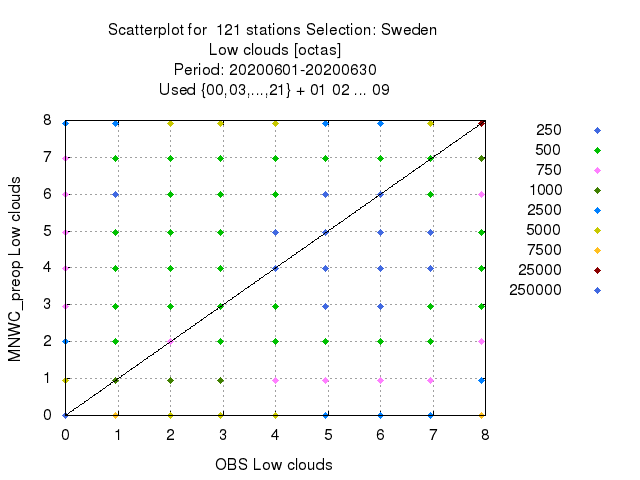 Scatterplot for 121 stations Selection: Sweden
Low clouds [octas]
Period: 20200601-20200630
Used {00,03,...,21} + 01 02 ... 09
8
7
6
5
4
3
2
1
0
MNWC_preop Low clouds
0 1 2 3 4 5 6 7 8
OBS Low clouds
250
500
750
1000
2500
5000
7500
25000
250000